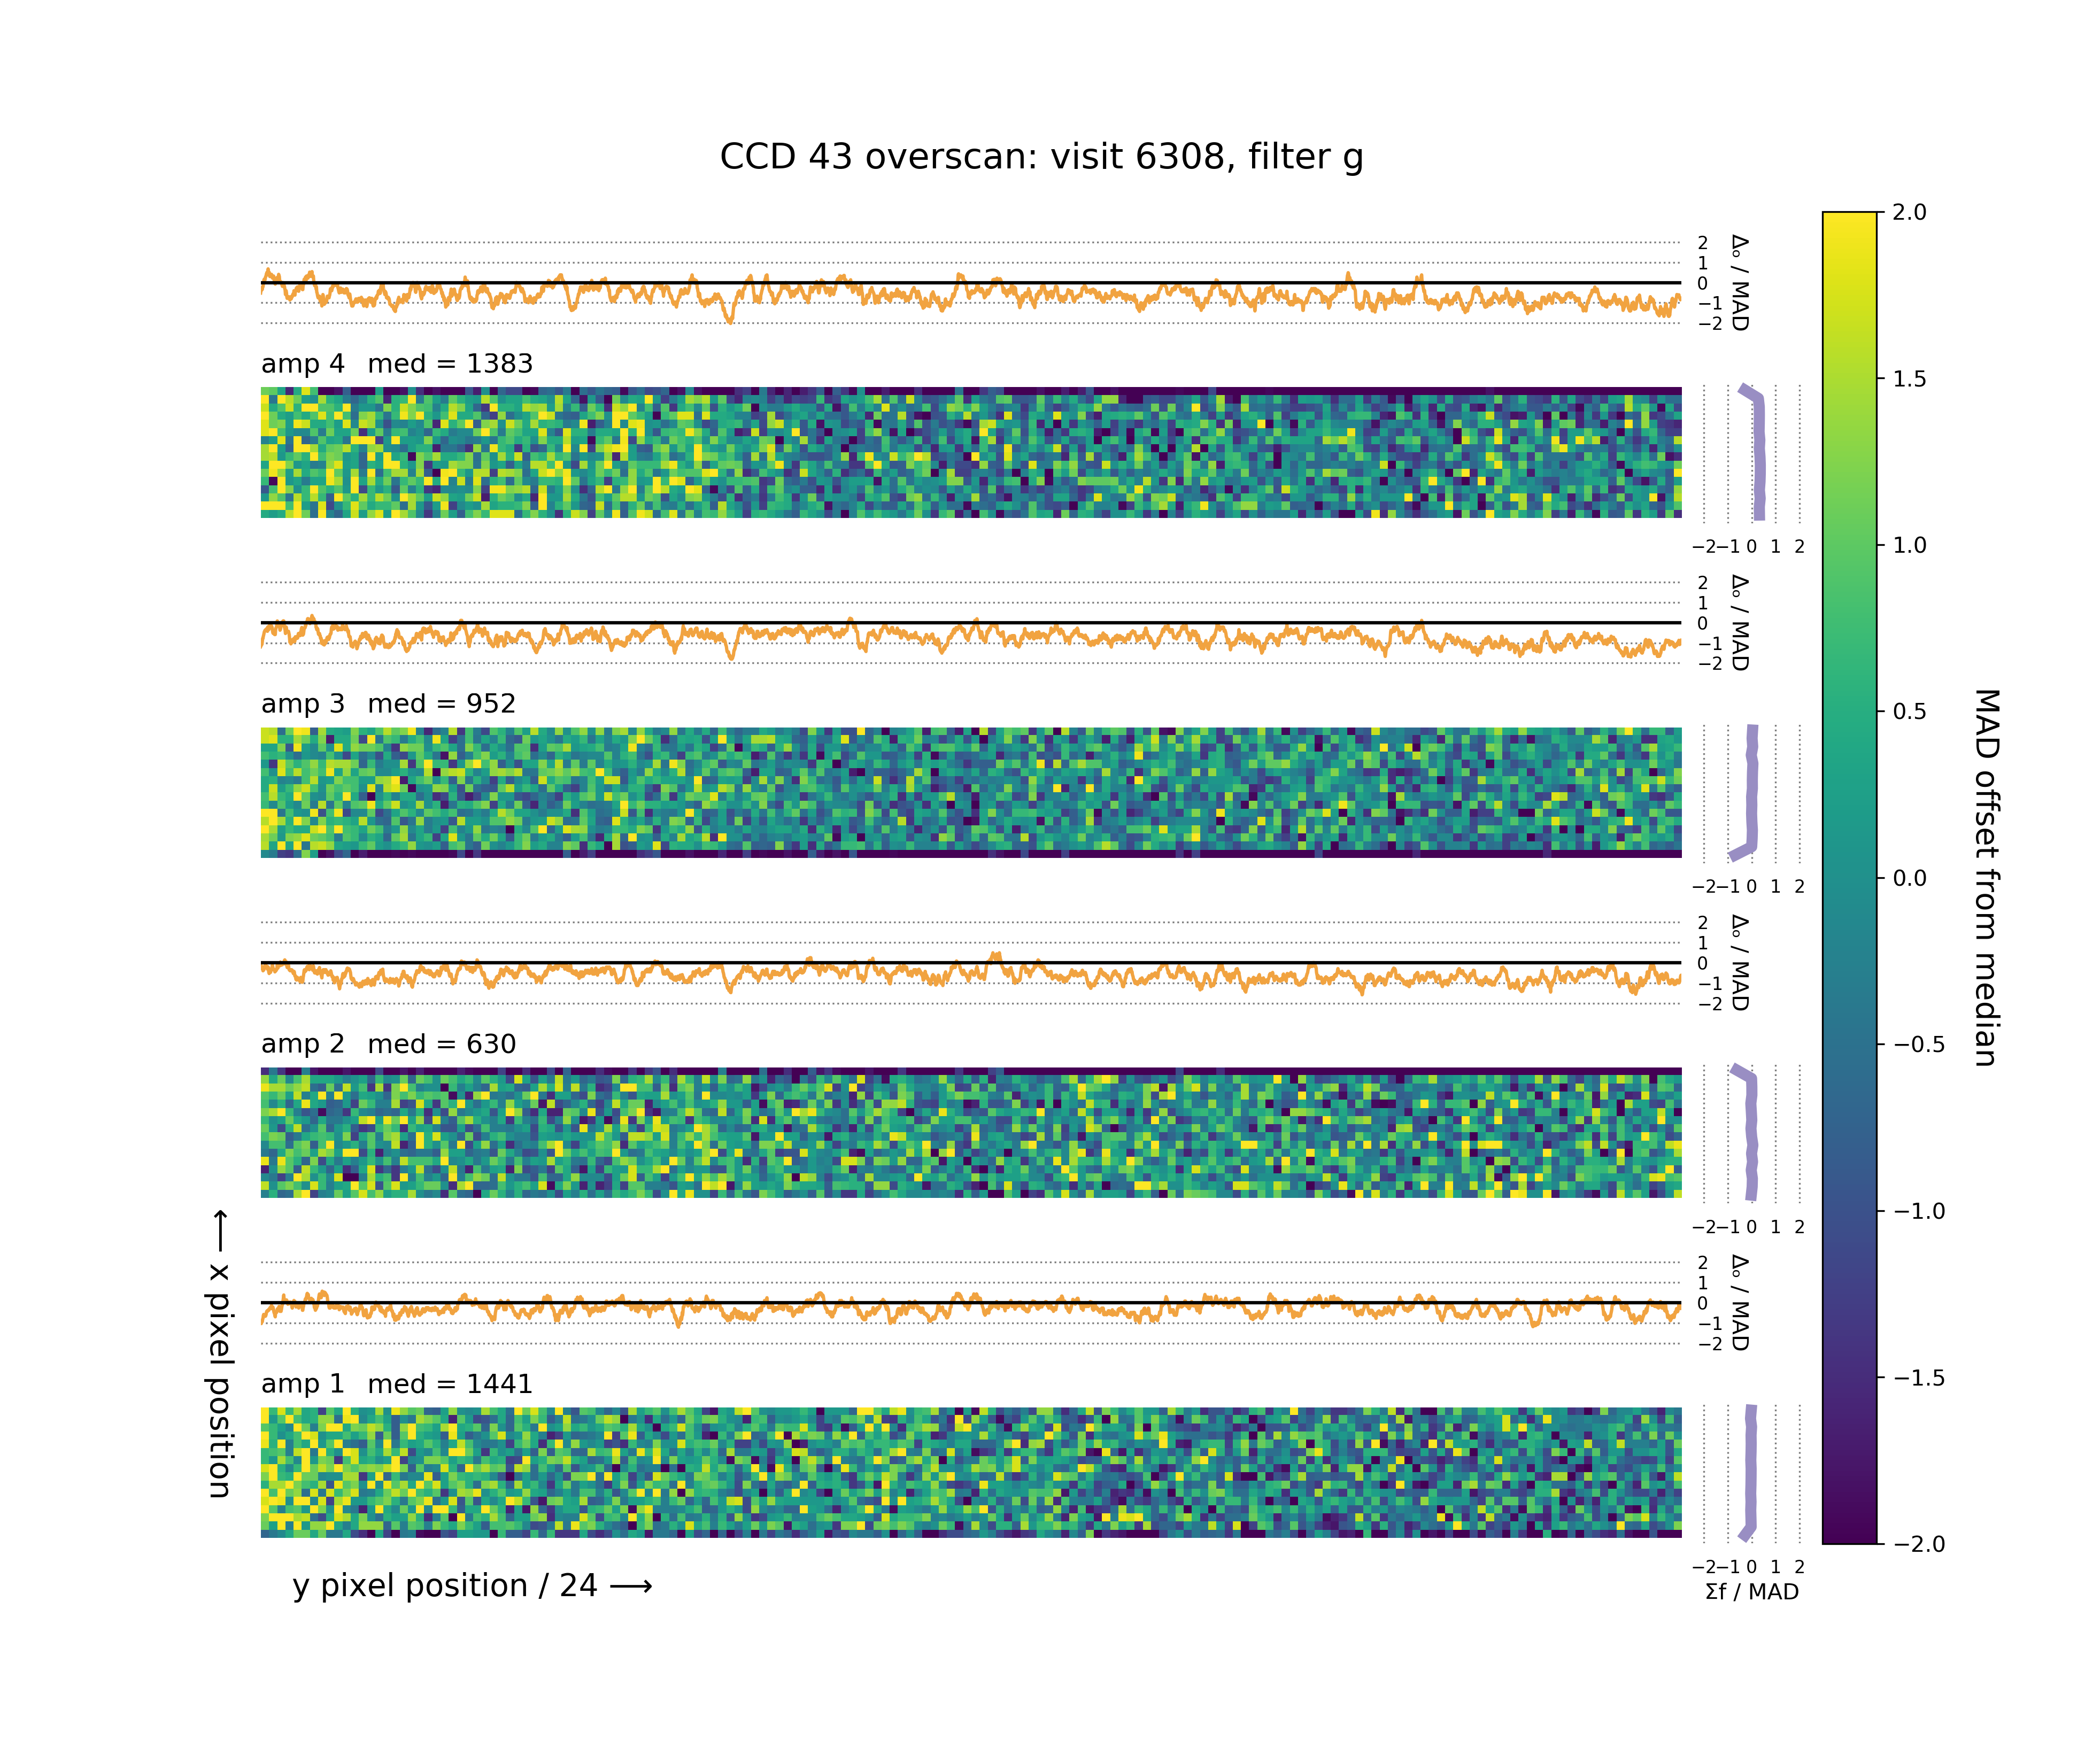 CCD 43 overscan: visit 6308, filter g
2
1
0
−1
−2
Δₒ / MAD
amp 4 med = 1383
−2 −1 0 1 2
2
1
0
−1
−2
Δₒ / MAD
amp 3 med = 952
−2 −1 0 1 2
2
1
0
−1
−2
Δₒ / MAD
amp 2 med = 630
−2 −1 0 1 2
2
1
0
−1
−2
Δₒ / MAD
amp 1 med = 1441
−2 −1 0 1 2
Σf / MAD
y pixel position / 24 ⟶
⟵ x pixel position
2.0
1.5
1.0
0.5
0.0
−0.5
−1.0
−1.5
−2.0
MAD offset from median